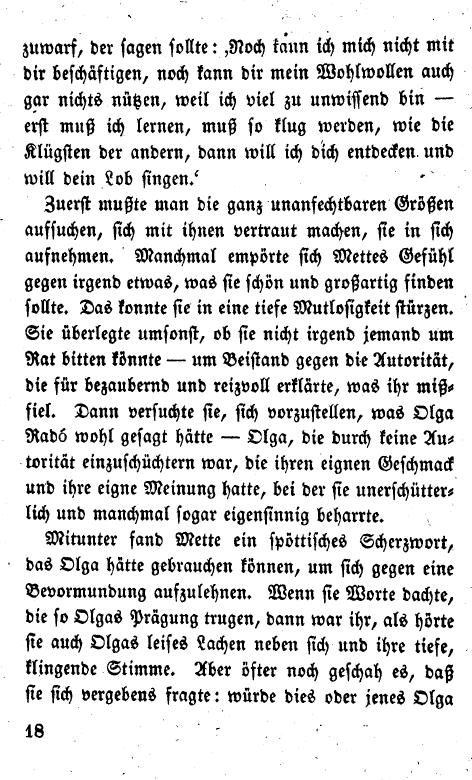 zuwarf, der sagen sollte: ‚Noch kann ich mich nicht mit
dir beschäftigen, noch kann dir mein Wohlwollen auch
gar nichts nützen, weil ich viel zu unwissend bin —
erst muß ich lernen, muß so klug werden, wie die
Klügsten der andern, dann will ich dich entdecken und
will dein Lob singen.‘
Zuerst mußte man die ganz unanfechtbaren Größen
aufsuchen, sich mit ihnen vertraut machen, sie in sich
aufnehmen. Manchmal empörte sich Mettes Gefühl
gegen irgend etwas, was sie schön und großartig finden
sollte. Das konnte sie in eine tiefe Mutlosigkeit stürzen.
Sie überlegte umsonst, ob sie nicht irgend jemand um
Rat bitten könnte — um Beistand gegen die Autorität,
die für bezaubernd und reizvoll erklärte, was ihr miß-
fiel. Dann versuchte sie, sich vorzustellen, was Olga
Radó wohl gesagt hätte — Olga, die durch keine Au-
torität einzuschüchtern war, die ihren eignen Geschmack
und ihre eigne Meinung hatte, bei der sie unerschütter-
lich und manchmal sogar eigensinnig beharrte.
Mitunter fand Mette ein spöttisches Scherzwort,
das Olga hätte gebrauchen können, um sich gegen eine
Bevormundung aufzulehnen. Wenn sie Worte dachte,
die so Olgas Prägung trugen, dann war ihr, als hörte
sie auch Olgas leises Lachen neben sich und ihre tiefe,
klingende Stimme. Aber öfter noch geschah es, daß
sie sich vergebens fragte: würde dies oder jenes Olga
18